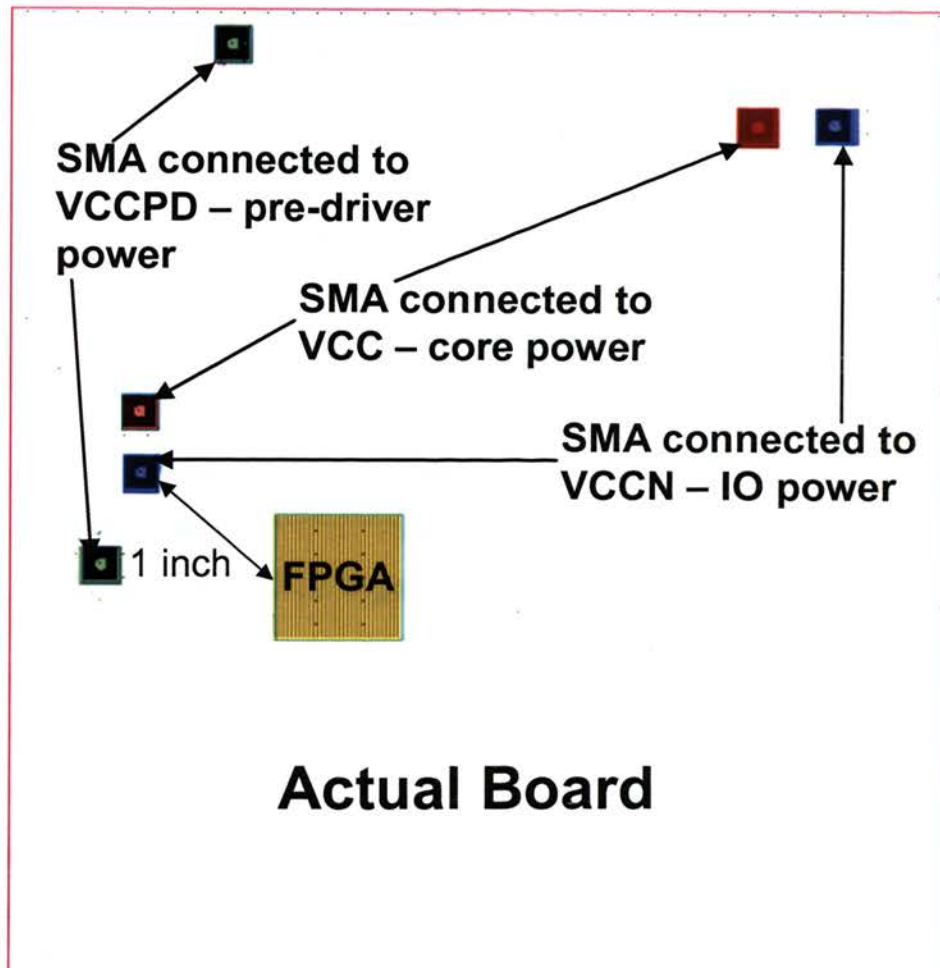 SMA connected to
VCCPD – pre-driver
power
SMA connected to
VCC – core power
SMA connected to
VCCN – IO power
1 inch
FPGA
Actual Board